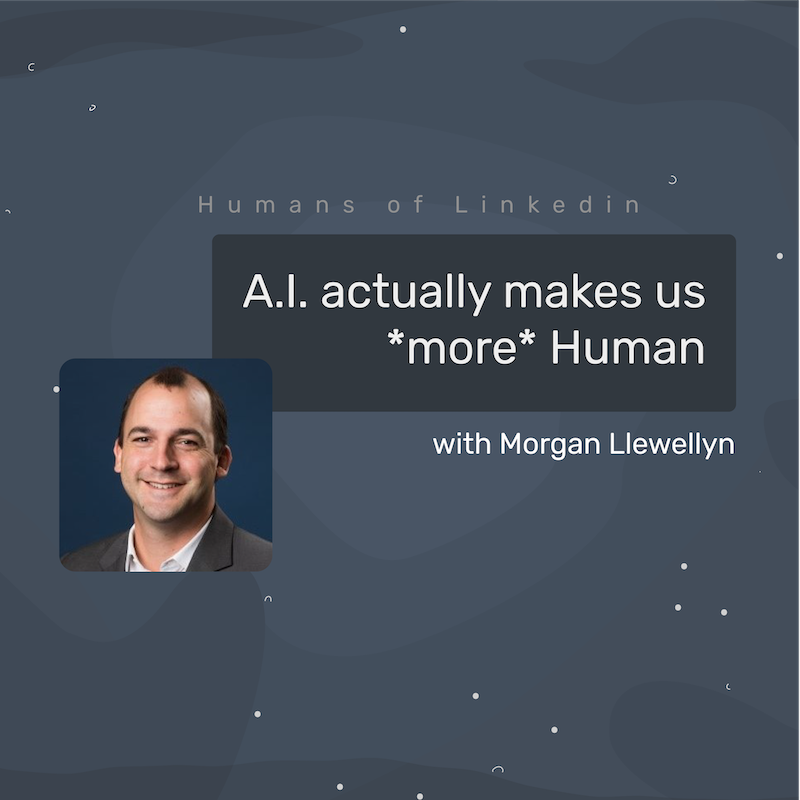 Humans of Linkedin
A.I. actually makes us
*more* Human
with Morgan Llewellyn